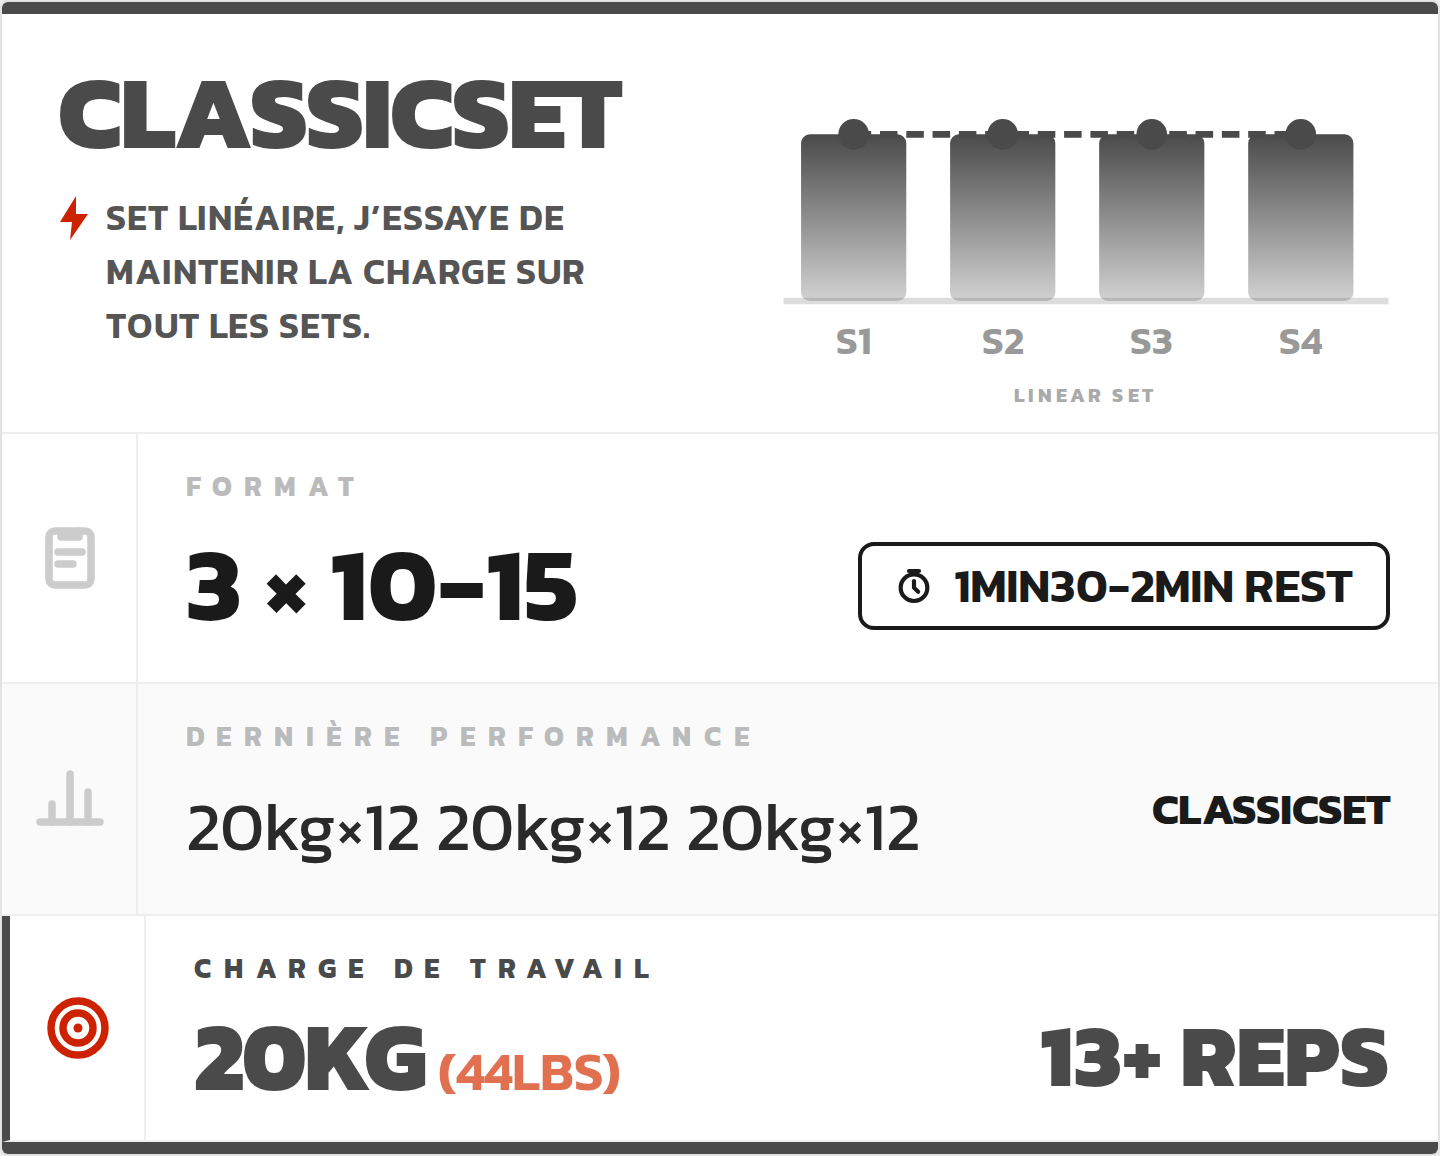 CLASSICSET
SET LINÉAIRE, J’ESSAYE DE
MAINTENIR LA CHARGE SUR
TOUT LES SETS.
S1 S2 S3 S4
LINEAR SET
FORMAT
3 × 10–15
1MIN30–2MIN REST
DERNIÈRE PERFORMANCE
20kg×12 20kg×12 20kg×12
CLASSICSET
CHARGE DE TRAVAIL
20KG (44LBS)
13+ REPS